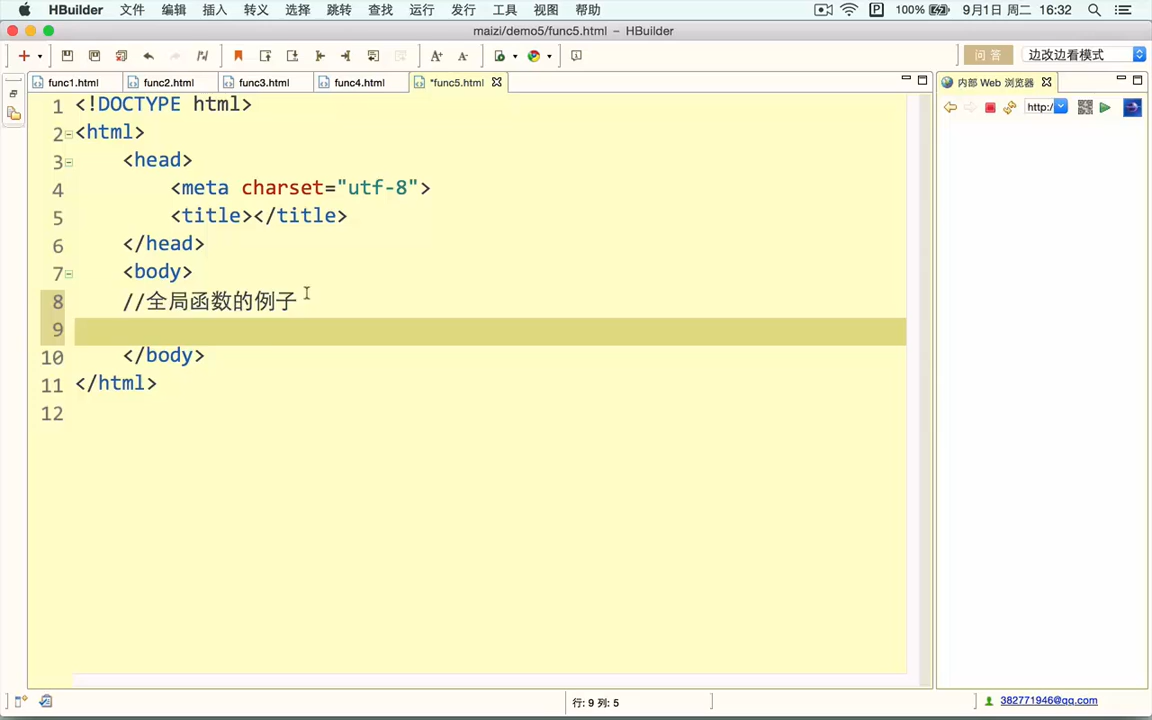 HBuilder 文件 编辑 插入 转义 选择 跳转 查找 运行 发行 工具 视图 帮助 100% 9月1日 周二 16:32
maizi/demo5/func5.html − HBuilder
问 答 边改边看模式
func1.html func2.html func3.html func4.html *func5.html 内部 Web 浏览器
http:/
1 <!DOCTYPE html>
2 <html>
3 <head>
4 <meta charset="utf-8">
5 <title></title>
6 </head>
7 <body>
8 //全局函数的例子
9
10 </body>
11 </html>
12
行: 9 列: 5 382771946@qq.com